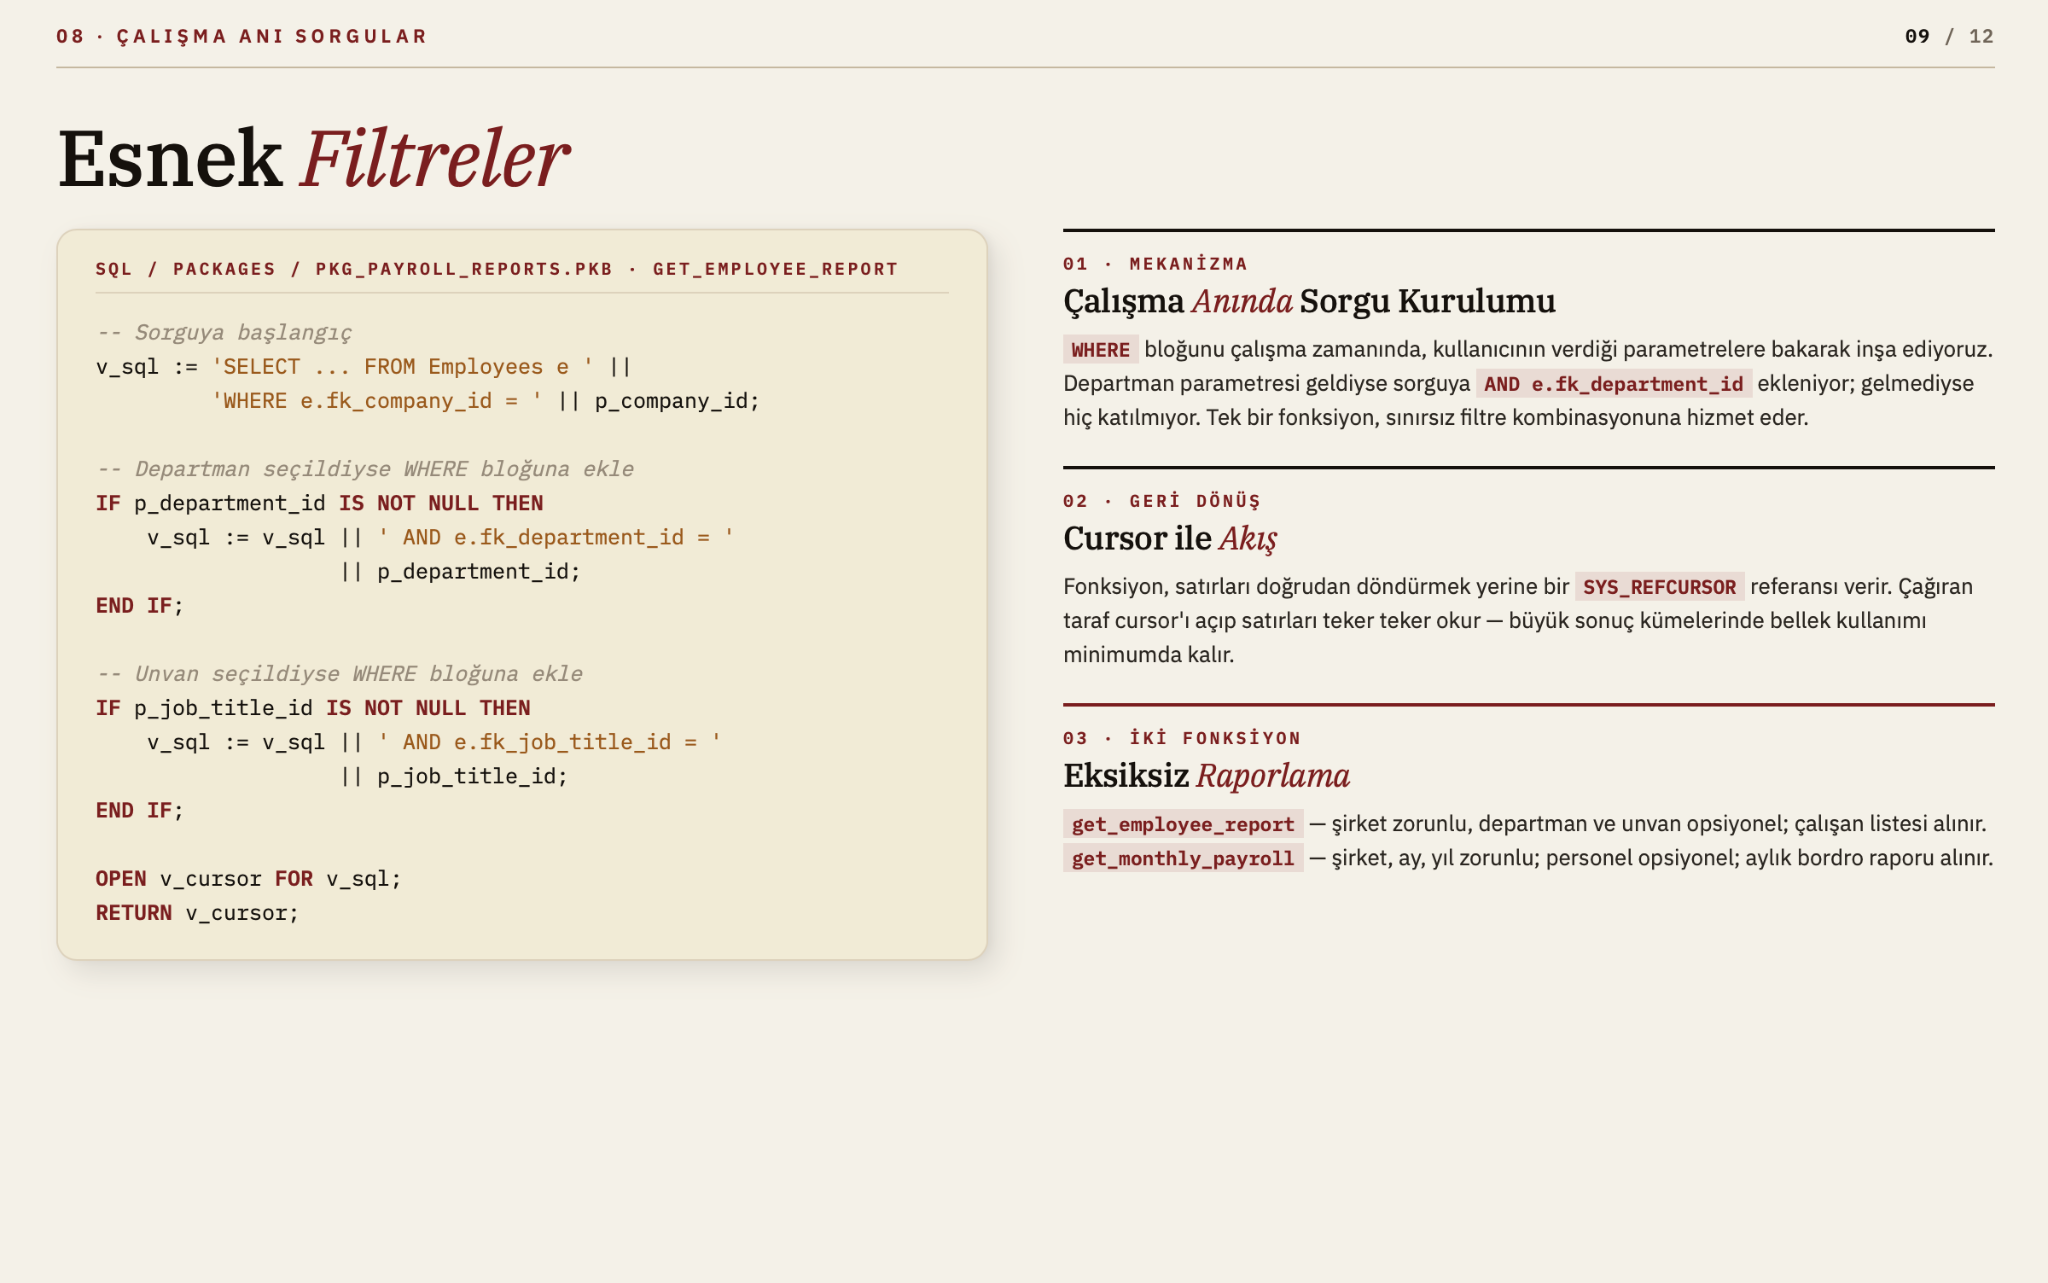 08 · ÇALIŞMA ANI SORGULAR
09 / 12
Esnek Filtreler
SQL / PACKAGES / PKG_PAYROLL_REPORTS.PKB · GET_EMPLOYEE_REPORT
-- Sorguya başlangıç
v_sql := 'SELECT ... FROM Employees e ' ||
'WHERE e.fk_company_id = ' || p_company_id;
-- Departman seçildiyse WHERE bloğuna ekle
IF p_department_id IS NOT NULL THEN
v_sql := v_sql || ' AND e.fk_department_id = '
|| p_department_id;
END IF;
-- Unvan seçildiyse WHERE bloğuna ekle
IF p_job_title_id IS NOT NULL THEN
v_sql := v_sql || ' AND e.fk_job_title_id = '
|| p_job_title_id;
END IF;
OPEN v_cursor FOR v_sql;
RETURN v_cursor;
01 · MEKANİZMA
Çalışma Anında Sorgu Kurulumu
WHERE bloğunu çalışma zamanında, kullanıcının verdiği parametrelere bakarak inşa ediyoruz.
Departman parametresi geldiyse sorguya AND e.fk_department_id ekleniyor; gelmediyse
hiç katılmıyor. Tek bir fonksiyon, sınırsız filtre kombinasyonuna hizmet eder.
02 · GERİ DÖNÜŞ
Cursor ile Akış
Fonksiyon, satırları doğrudan döndürmek yerine bir SYS_REFCURSOR referansı verir. Çağıran
taraf cursor'ı açıp satırları teker teker okur — büyük sonuç kümelerinde bellek kullanımı
minimumda kalır.
03 · İKİ FONKSİYON
Eksiksiz Raporlama
get_employee_report — şirket zorunlu, departman ve unvan opsiyonel; çalışan listesi alınır.
get_monthly_payroll — şirket, ay, yıl zorunlu; personel opsiyonel; aylık bordro raporu alınır.